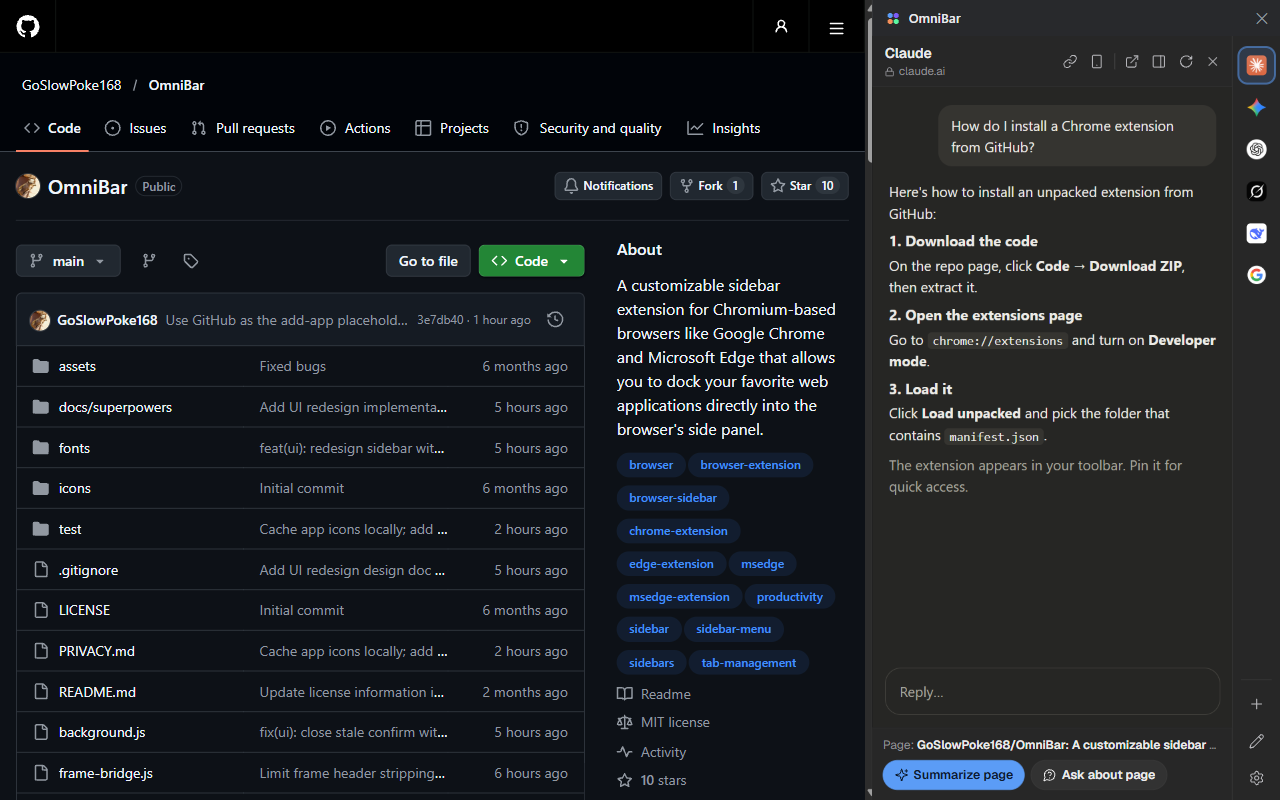 GoSlowPoke168 / OmniBar
Code Issues Pull requests Actions Projects Security and quality Insights
OmniBar Public
Notifications Fork 1 Star 10
main Go to file Code
GoSlowPoke168 Use GitHub as the add-app placehold... 3e7db40 · 1 hour ago
assets Fixed bugs 6 months ago
docs/superpowers Add UI redesign implementa... 5 hours ago
fonts feat(ui): redesign sidebar wit... 5 hours ago
icons Initial commit 6 months ago
test Cache app icons locally; add ... 2 hours ago
.gitignore Add UI redesign design doc ... 5 hours ago
LICENSE Initial commit 6 months ago
PRIVACY.md Cache app icons locally; add ... 2 hours ago
README.md Update license information i... 2 months ago
background.js fix(ui): close stale confirm wit... 5 hours ago
frame-bridge.js Limit frame header stripping... 6 hours ago
About
A customizable sidebar
extension for Chromium-based
browsers like Google Chrome
and Microsoft Edge that allows
you to dock your favorite web
applications directly into the
browser's side panel.
browser browser-extension
browser-sidebar
chrome-extension
edge-extension msedge
msedge-extension productivity
sidebar sidebar-menu
sidebars tab-management
Readme
MIT license
Activity
10 stars
OmniBar
Claude
claude.ai
How do I install a Chrome extension
from GitHub?
Here's how to install an unpacked extension from
GitHub:
1. Download the code
On the repo page, click Code → Download ZIP,
then extract it.
2. Open the extensions page
Go to chrome://extensions and turn on Developer
mode.
3. Load it
Click Load unpacked and pick the folder that
contains manifest.json.
The extension appears in your toolbar. Pin it for
quick access.
Reply...
Page: GoSlowPoke168/OmniBar: A customizable sidebar ...
Summarize page Ask about page